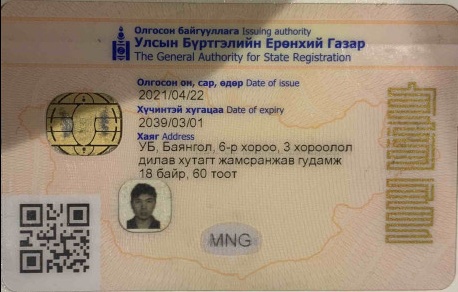 Олгосон байгууллага Issuing authority
Улсын Бүртгэлийн Ерөнхий Газар
The General Authority for State Registration
Олгосон он, сар, өдөр Date of issue
2021/04/22
Хүчинтэй хугацаа Date of expiry
2039/03/01
Хаяг Address
УБ, Баянгол, 6-р хороо, 3 хороолол
дилав хутагт жамсранжав гудамж
18 байр, 60 тоот
MNG